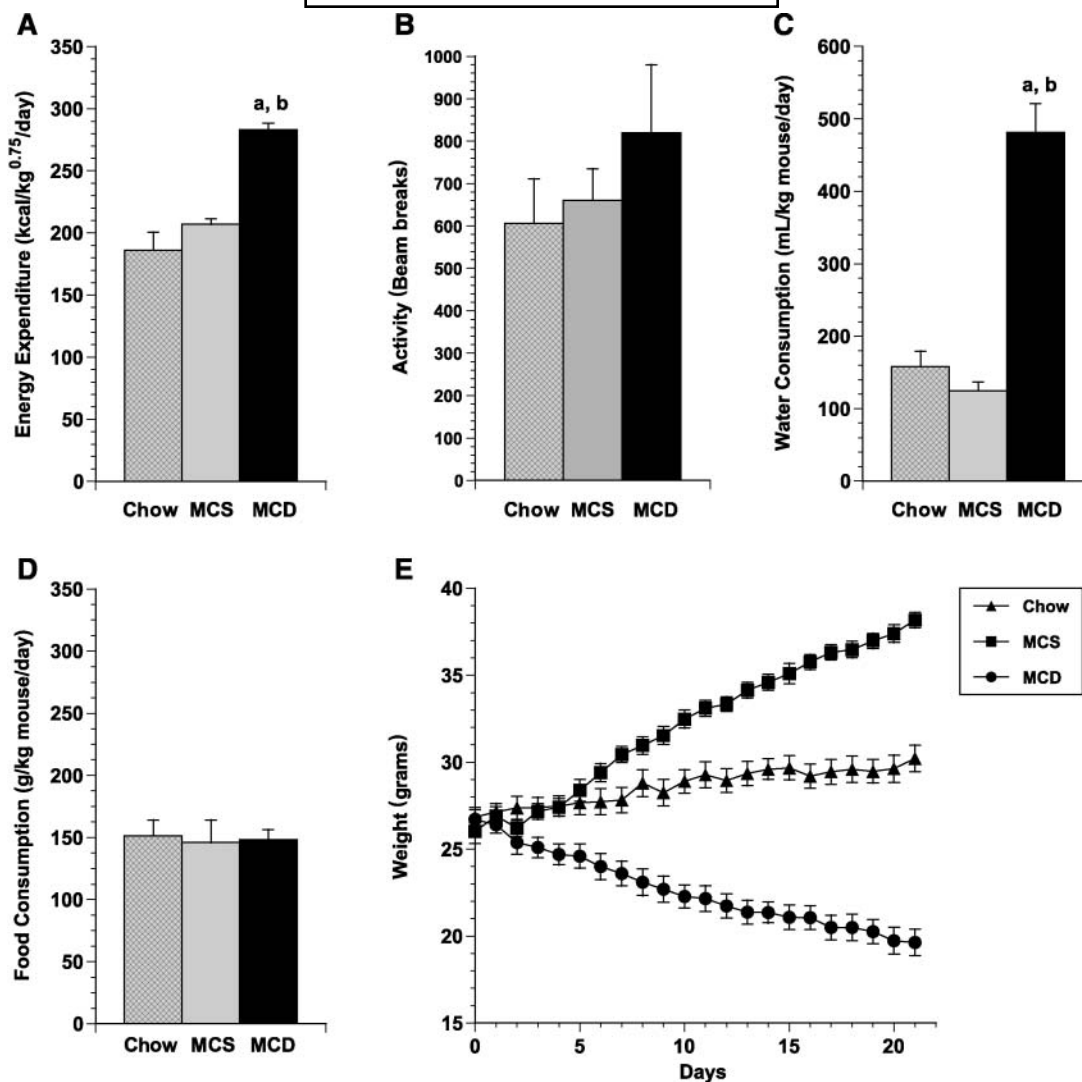 A
Energy Expenditure (kcal/kg0.75/day)
350
300
250
200
150
100
50
0
a, b
Chow MCS MCD
B
Activity (Beam breaks)
1000
900
800
700
600
500
400
300
200
100
0
Chow MCS MCD
C
Water Consumption (mL/kg mouse/day)
600
500
400
300
200
100
0
a, b
Chow MCS MCD
D
Food Consumption (g/kg mouse/day)
350
300
250
200
150
100
50
0
Chow MCS MCD
E
Weight (grams)
40
35
30
25
20
15
0 5 10 15 20
Days
Chow
MCS
MCD